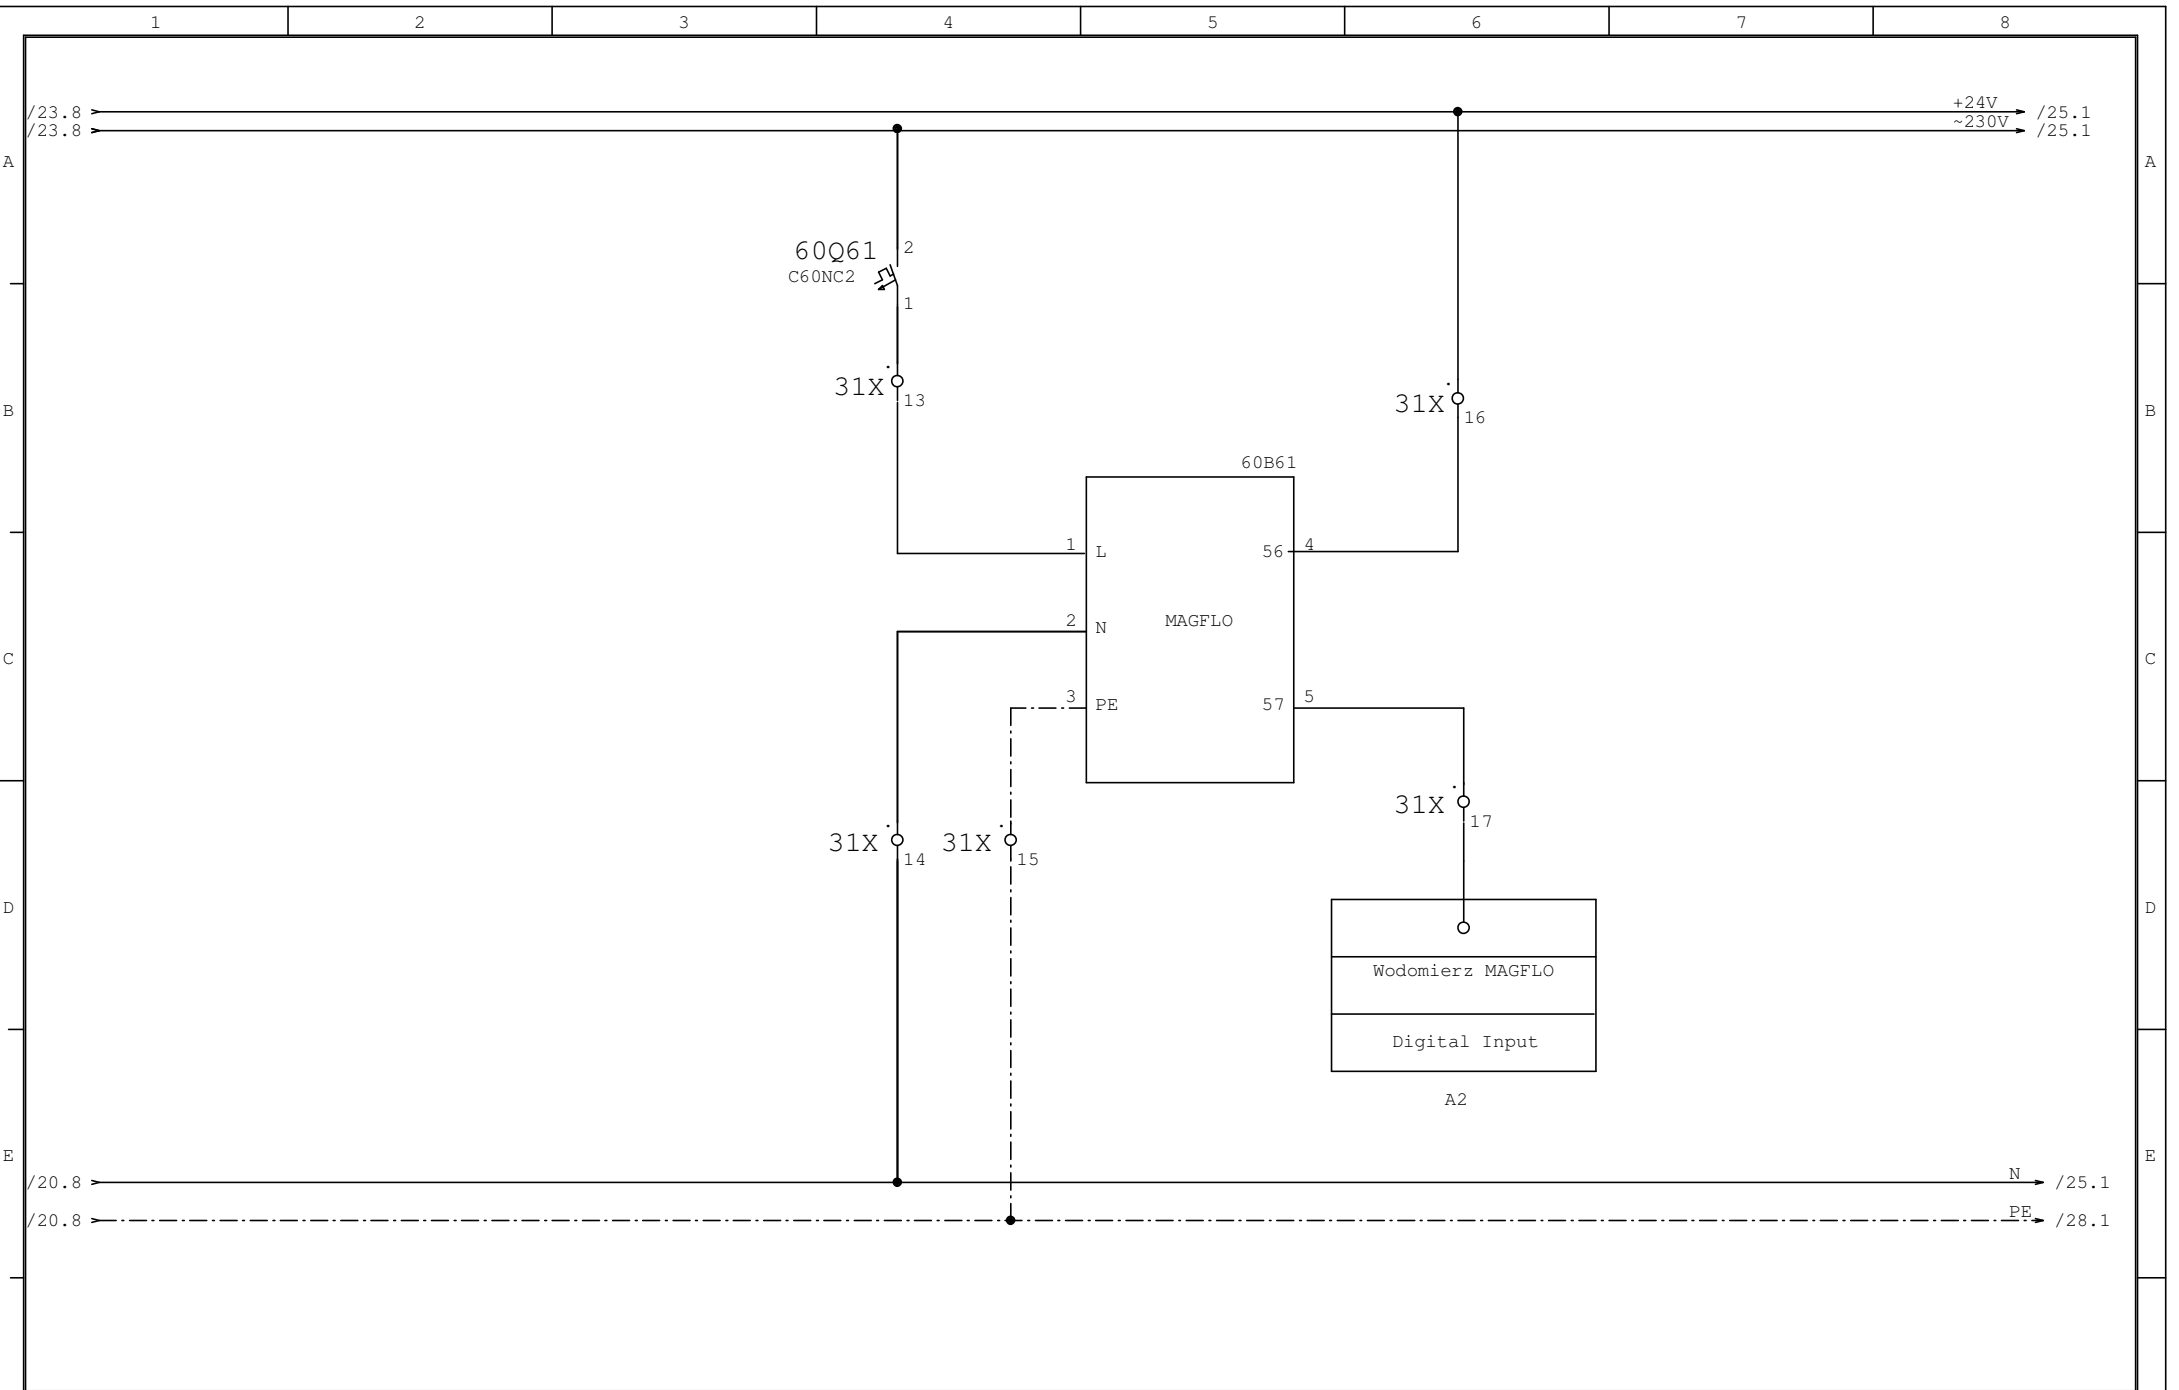 1 2 3 4 5 6 7 8
+24V
/23.8 /25.1
~230V
/23.8 /25.1
A A
60Q61 2
C60NC2
1
31X 13
31X 16
B B
60B61
1 L 56 4
2 N MAGFLO
C C
3 PE 57 5
31X 17
31X 14 31X 15
D D
Wodomierz MAGFLO
Digital Input
A2
E E
N
/20.8 /25.1
PE
/20.8 /28.1